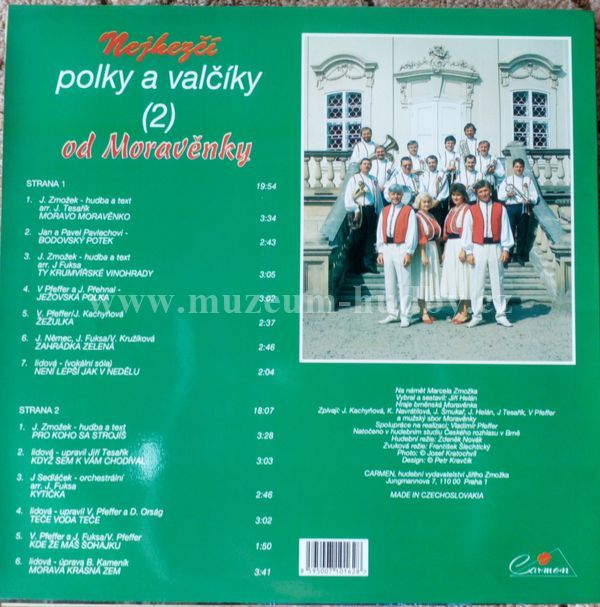 Nejhezčí
polky a valčíky
(2)
od Moravěnky
STRANA 1 19:54
1. J. Zmožek - hudba a text
arr. J. Tesařík
MORAVO MORAVĚNKO 3:34
2. Jan a Pavel Pavlechovi -
BODOVSKÝ POTEK 2:43
3. J. Zmožek - hudba a text
arr. J Fuksa
TY KRUMVÍŘSKÉ VINOHRADY 3:05
4. V Pfeffer a J. Přehnal -
JEŽOVSKÁ POLKA 3:02
5. V. Pfeffer/J. Kachyňová
ŽEŽULKA 2:37
6. J. Němec, J. Fuksa/V. Kružíková
ZAHRÁDKA ZELENÁ 2:46
7. lidová - (vokální sóla)
NENÍ LEPŠÍ JAK V NEDĚLU 2:04
STRANA 2 18:07
1. J. Zmožek - hudba a text
PRO KOHO SA STROJÍŠ 3:28
2. lidová - upravil Jiří Tesařík
KDYŽ SEM K VÁM CHODÍVAL 3:03
3. J Sedláček - orchestrální
arr. J, Fuksa
KYTIČKA 2:46
4. lidová - upravil V, Pfeffer a D. Orság
TEČE VODA TEČE 3:02
5. V. Pfeffer a J. Fuksa/V. Pfeffer
KDE ŽE MÁŠ ŠOHAJKU 1:50
6. lidová - úprava B. Kameník
MORAVA KRÁSNÁ ZEM 3:41
www.muzeum-hudby.cz
Na námět Marcela Zmožka
Vybral a sestavil: Jiří Helán
Hraje brněnská Moravěnka
Zpívají: J. Kachyňová, K. Navrátilová, J. Šmukař, J. Helán, J Tesařík, V Pfeffer
a mužský sbor Moravěnky
Spolupráce na realizaci: Vladimír Pfeffer
Natočeno v hudebním studiu Českého rozhlasu v Brně
Hudební režie: Zdeněk Novák
Zvuková režie: František Šlechtický
Photo: © Josef Kratochvíl
Design: © Petr Kravčík
CARMEN, hudební vydavatelství Jiřího Zmožka
Jungmannova 7, 110 00 Praha 1
MADE IN CZECHOSLOVAKIA
Carmen